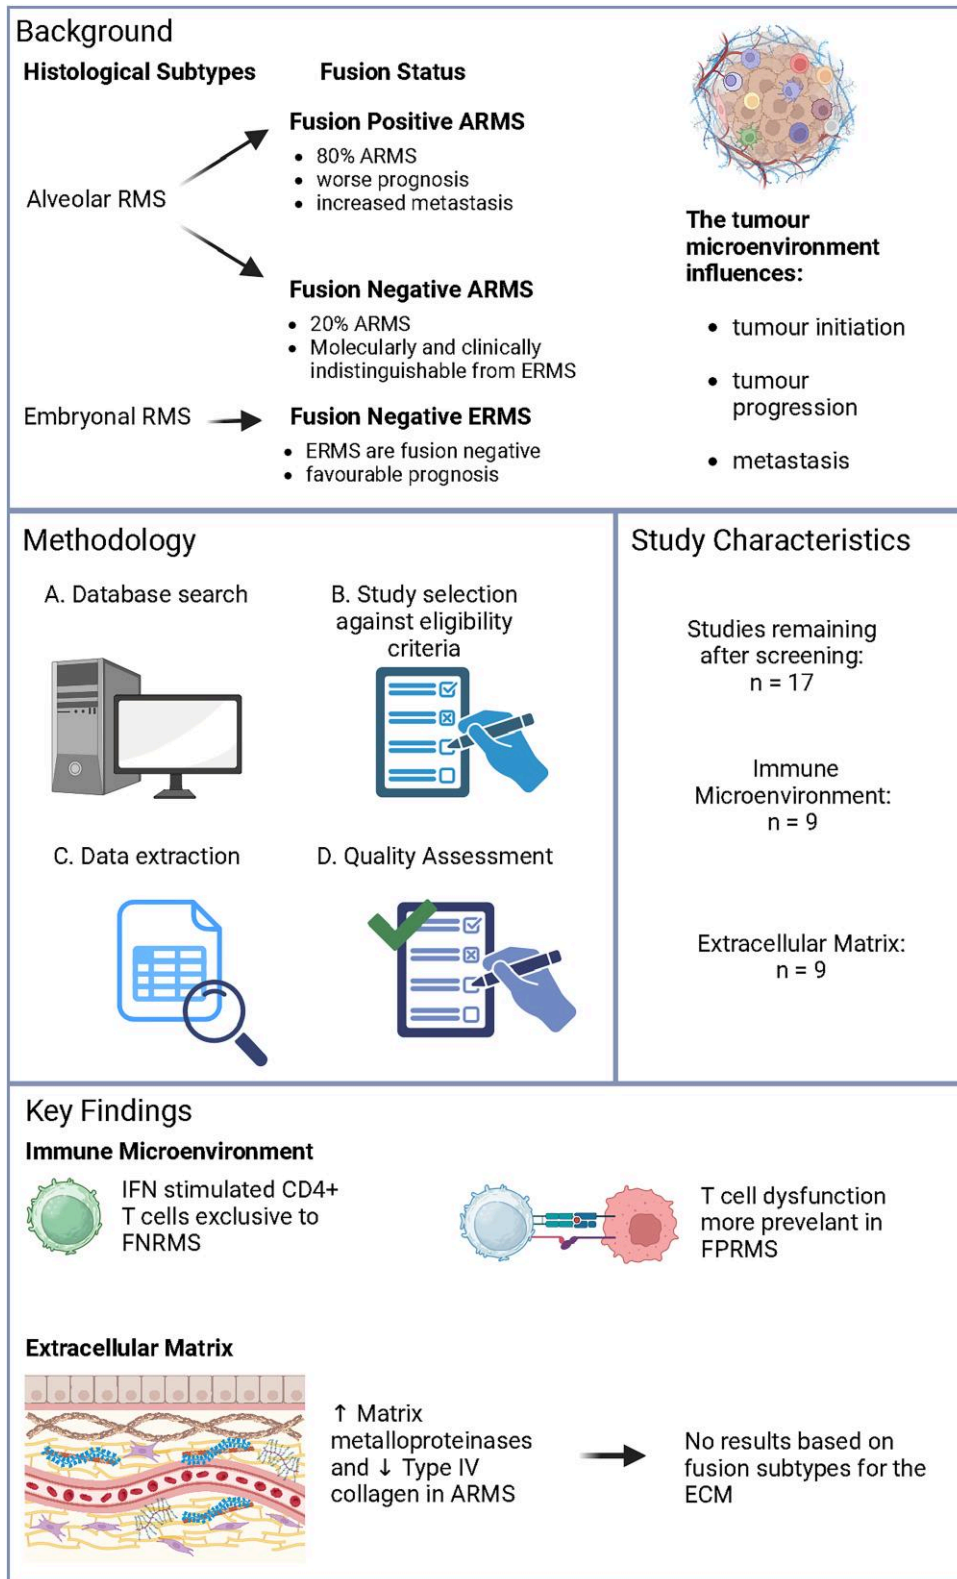 Background
Histological Subtypes
Fusion Status
Alveolar RMS
Fusion Positive ARMS
• 80% ARMS
• worse prognosis
• increased metastasis
Fusion Negative ARMS
• 20% ARMS
• Molecularly and clinically
indistinguishable from ERMS
Embryonal RMS
Fusion Negative ERMS
• ERMS are fusion negative
• favourable prognosis
The tumour
microenvironment
influences:
• tumour initiation
• tumour
progression
• metastasis
Methodology
A. Database search
B. Study selection
against eligibility
criteria
C. Data extraction
D. Quality Assessment
Study Characteristics
Studies remaining
after screening:
n = 17
Immune
Microenvironment:
n = 9
Extracellular Matrix:
n = 9
Key Findings
Immune Microenvironment
IFN stimulated CD4+
T cells exclusive to
FNRMS
T cell dysfunction
more prevelant in
FPRMS
Extracellular Matrix
↑ Matrix
metalloproteinases
and ↓ Type IV
collagen in ARMS
No results based on
fusion subtypes for the
ECM